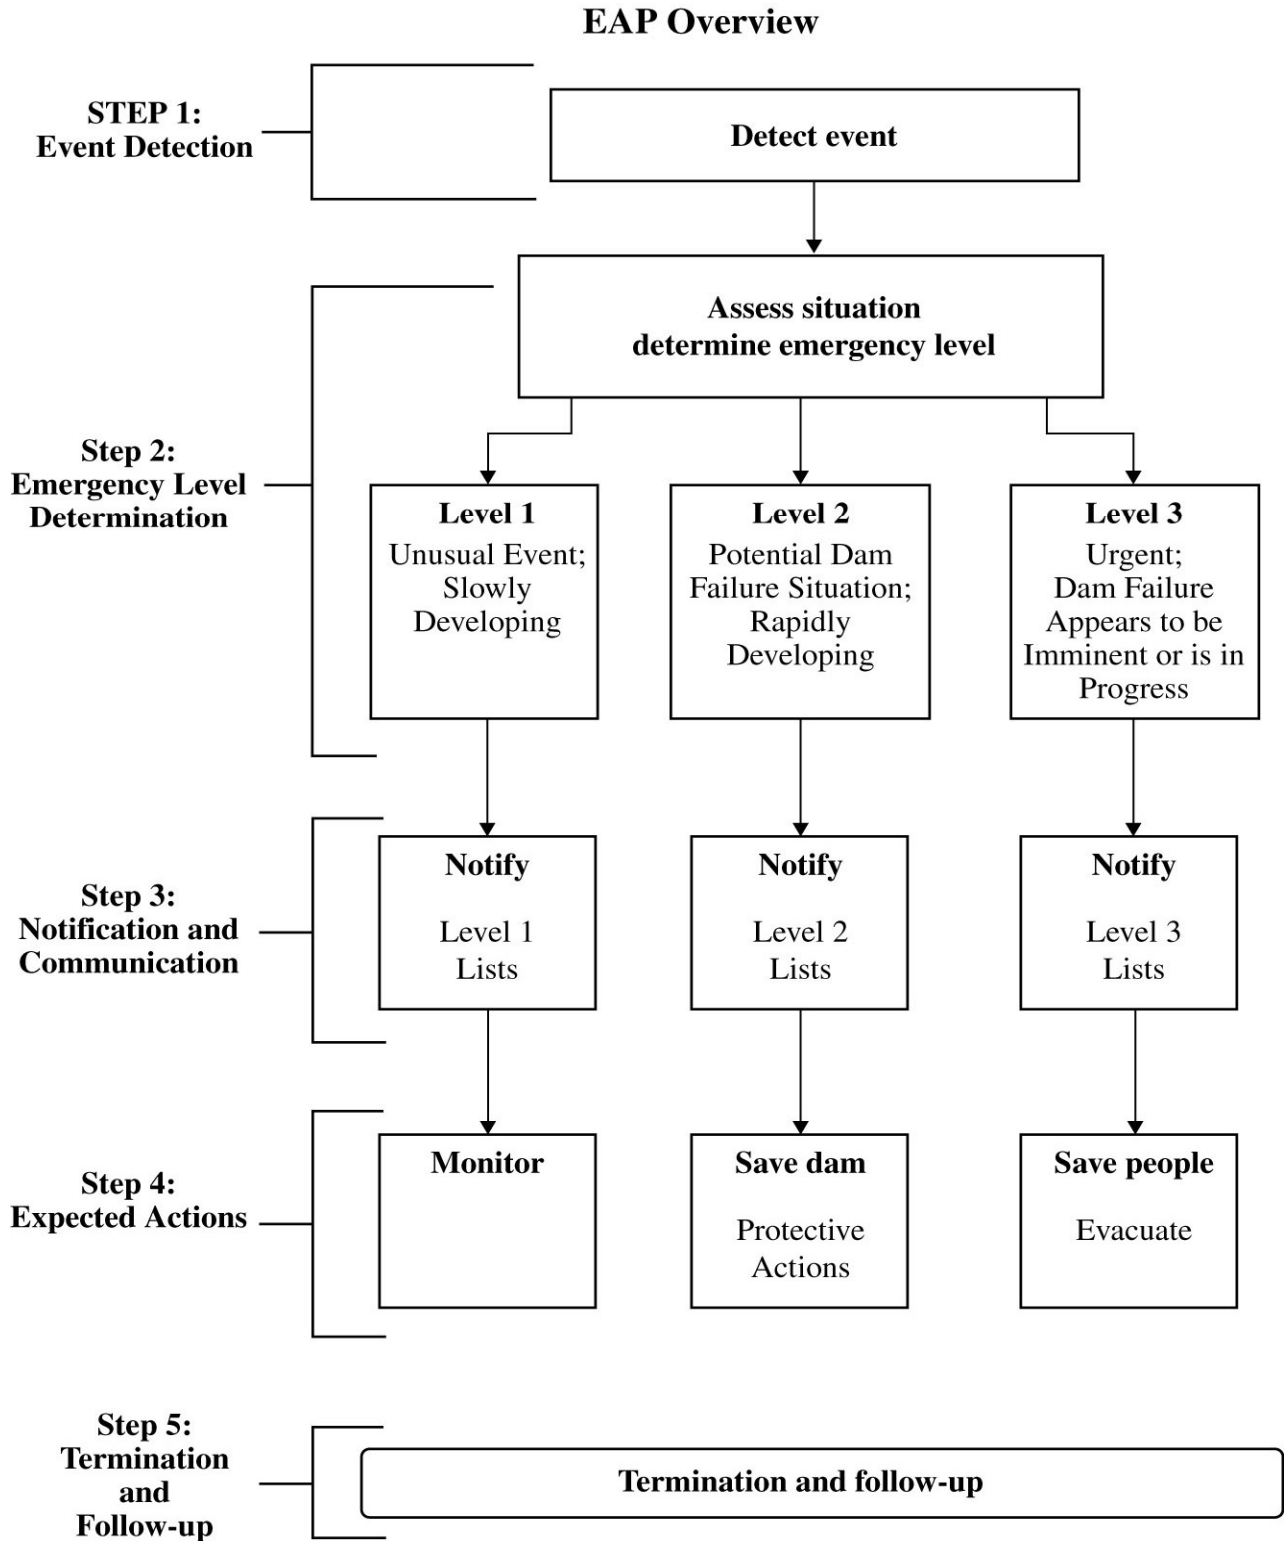 EAP Overview
STEP 1:
Event Detection
Detect event
Assess situation
determine emergency level
Step 2:
Emergency Level
Determination
Level 1
Unusual Event;
Slowly
Developing
Level 2
Potential Dam
Failure Situation;
Rapidly
Developing
Level 3
Urgent;
Dam Failure
Appears to be
Imminent or is in
Progress
Step 3:
Notification and
Communication
Notify
Level 1
Lists
Notify
Level 2
Lists
Notify
Level 3
Lists
Step 4:
Expected Actions
Monitor
Save dam
Protective
Actions
Save people
Evacuate
Step 5:
Termination
and
Follow-up
Termination and follow-up